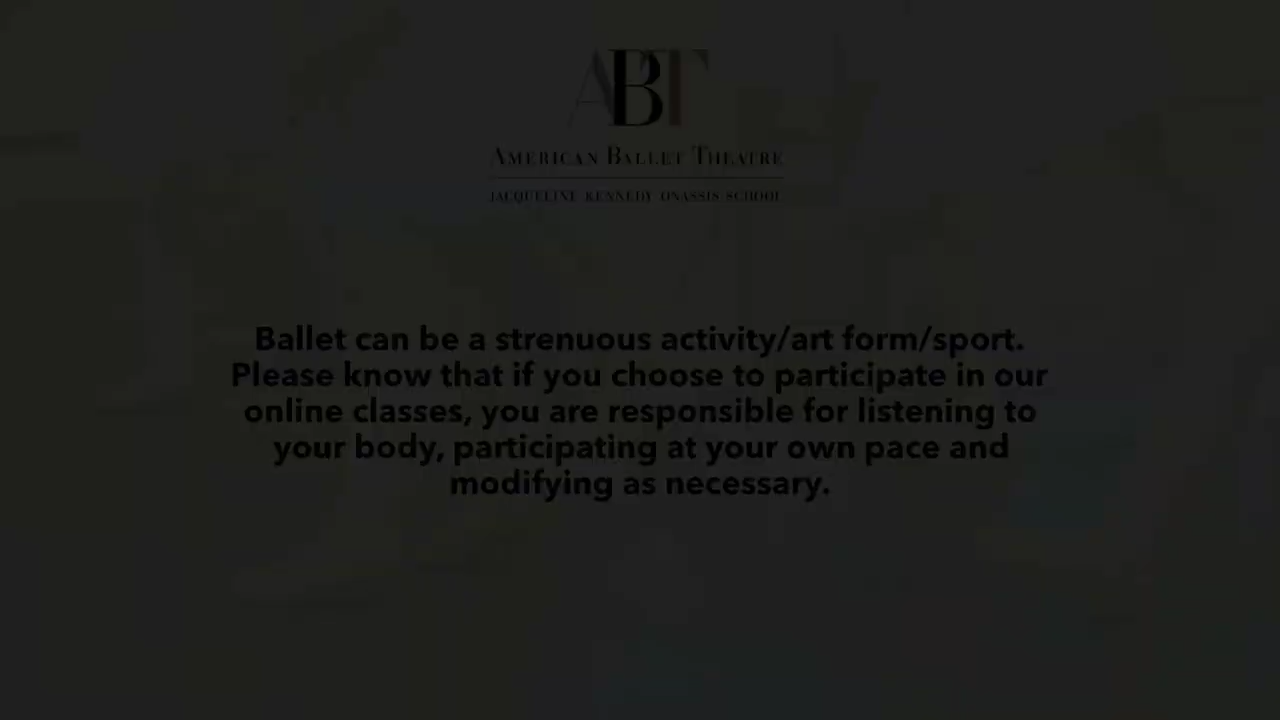 ABT
AMERICAN BALLET THEATRE
JACQUELINE KENNEDY ONASSIS SCHOOL
Ballet can be a strenuous activity/art form/sport.
Please know that if you choose to participate in our
online classes, you are responsible for listening to
your body, participating at your own pace and
modifying as necessary.